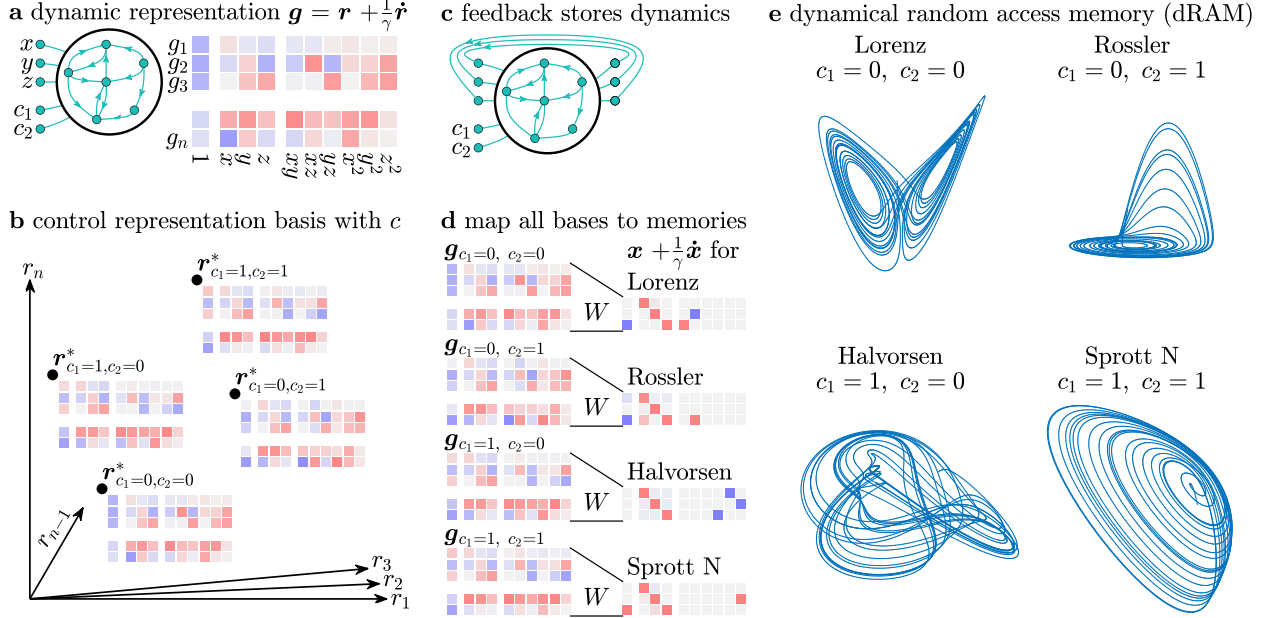 a dynamic representation g = r + 1/γ ṙ
x
y
z
c₁
c₂
g₁
g₂
g₃
gₙ
1
x
y
z
xy
xz
yz
x²
y²
z²
b control representation basis with c
rₙ
rₙ₋₁
r₃
r₂
r₁
r*c₁=1,c₂=1
r*c₁=1,c₂=0
r*c₁=0,c₂=1
r*c₁=0,c₂=0
c feedback stores dynamics
c₁
c₂
d map all bases to memories
g c₁=0, c₂=0
x + 1/γ ẋ for
Lorenz
W
g c₁=0, c₂=1
Rossler
W
g c₁=1, c₂=0
Halvorsen
W
g c₁=1, c₂=1
Sprott N
W
e dynamical random access memory (dRAM)
Lorenz
c₁ = 0, c₂ = 0
Rossler
c₁ = 0, c₂ = 1
Halvorsen
c₁ = 1, c₂ = 0
Sprott N
c₁ = 1, c₂ = 1